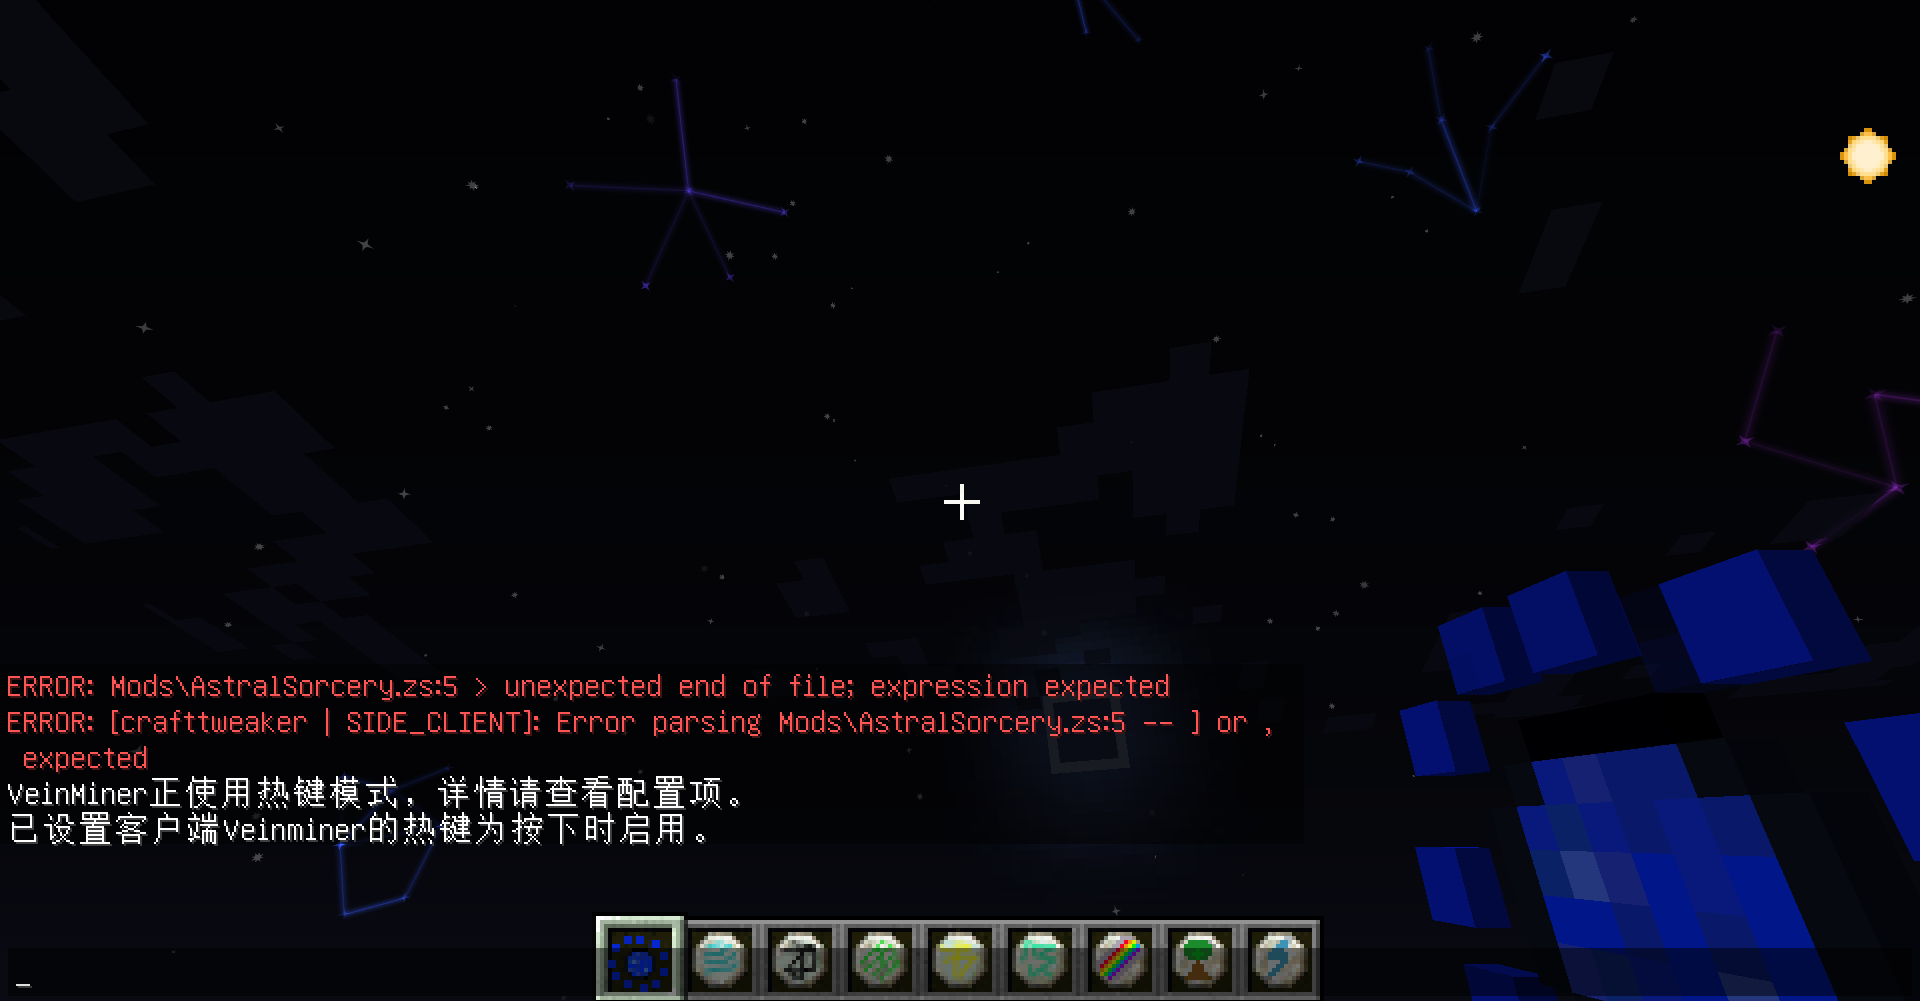 ERROR: Mods\AstralSorcery.zs:5 > unexpected end of file; expression expected
ERROR: [crafttweaker | SIDE_CLIENT]: Error parsing Mods\AstralSorcery.zs:5 -- ] or ,
expected
VeinMiner正使用热键模式，详情请查看配置项。
已设置客户端Veinminer的热键为按下时启用。
_